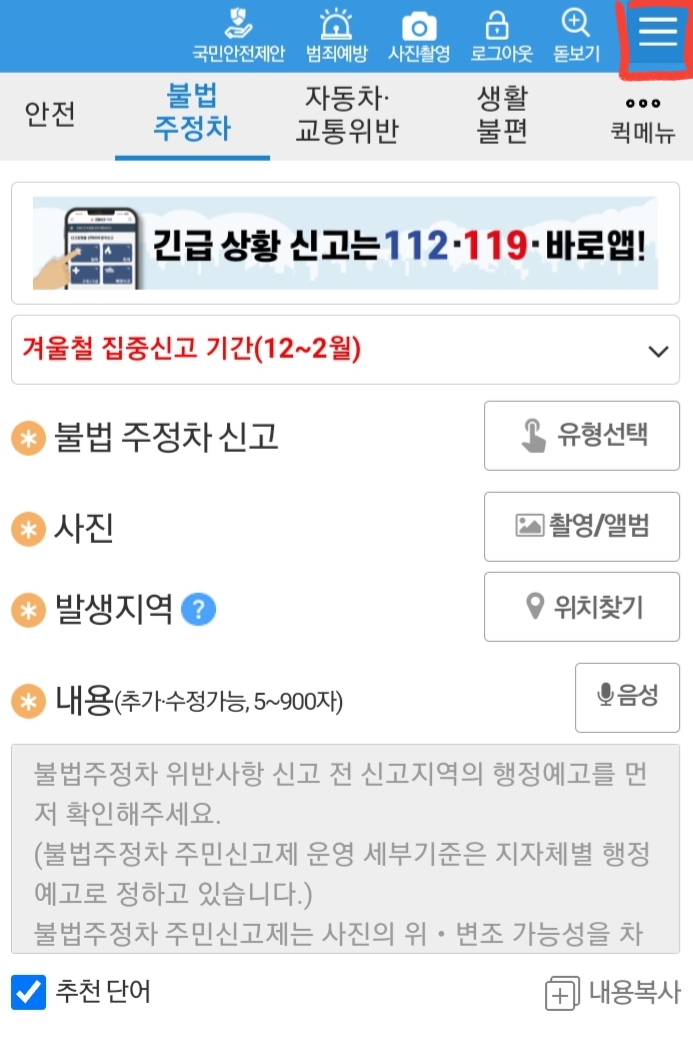 국민안전제안 범죄예방 사진촬영 로그아웃 돋보기
안전
불법
주정차
자동차·
교통위반
생활
불편
퀵메뉴
긴급 상황 신고는 112·119·바로앱!
겨울철 집중신고 기간(12~2월)
불법 주정차 신고
유형선택
사진
촬영/앨범
발생지역 ?
위치찾기
내용(추가·수정가능, 5~900자)
음성
불법주정차 위반사항 신고 전 신고지역의 행정예고를 먼
저 확인해주세요.
(불법주정차 주민신고제 운영 세부기준은 지자체별 행정
예고로 정하고 있습니다.)
불법주정차 주민신고제는 사진의 위·변조 가능성을 차
추천 단어
내용복사